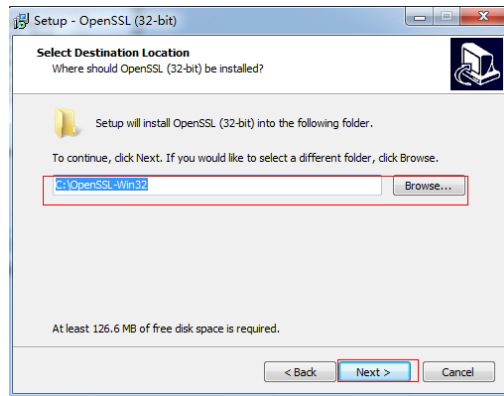 Setup - OpenSSL (32-bit)
Select Destination Location
Where should OpenSSL (32-bit) be installed?
Setup will install OpenSSL (32-bit) into the following folder.
To continue, click Next. If you would like to select a different folder, click Browse.
C:\OpenSSL-Win32
Browse...
At least 126.6 MB of free disk space is required.
< Back
Next >
Cancel